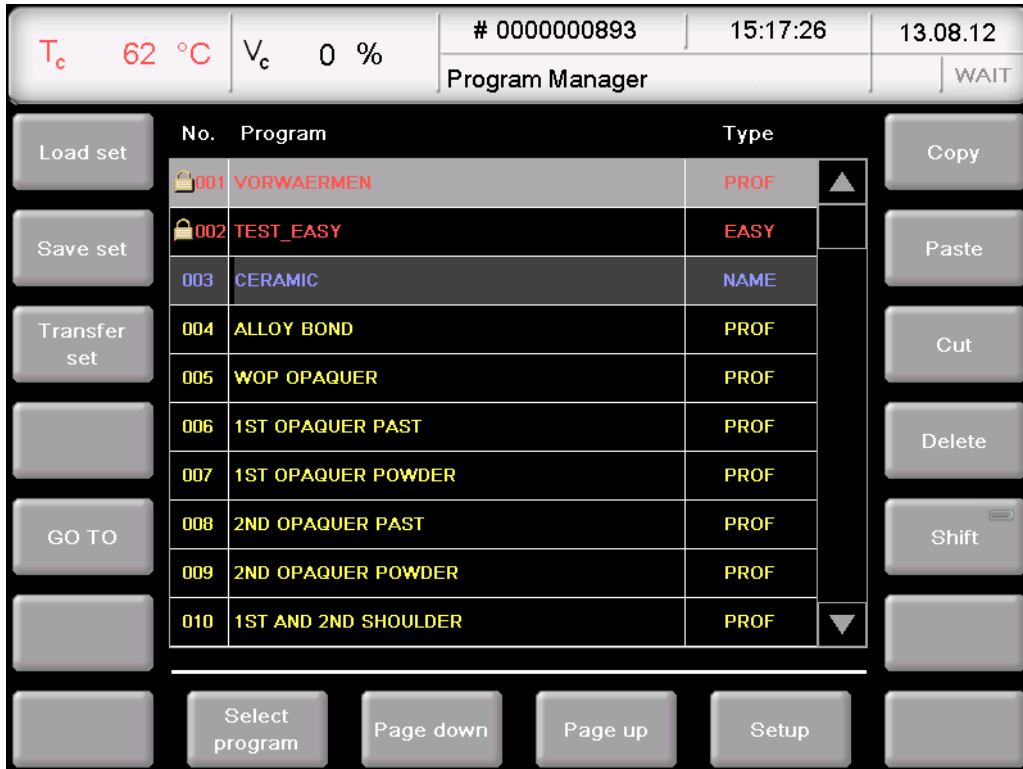 Tc 62 °C Vc 0 % # 0000000893 15:17:26 13.08.12
Program Manager WAIT
No. Program Type
001 VORWAERMEN PROF
002 TEST_EASY EASY
003 CERAMIC NAME
004 ALLOY BOND PROF
005 WOP OPAQUER PROF
006 1ST OPAQUER PAST PROF
007 1ST OPAQUER POWDER PROF
008 2ND OPAQUER PAST PROF
009 2ND OPAQUER POWDER PROF
010 1ST AND 2ND SHOULDER PROF
Load set
Save set
Transfer
set
GO TO
Copy
Paste
Cut
Delete
Shift
Select
program
Page down
Page up
Setup